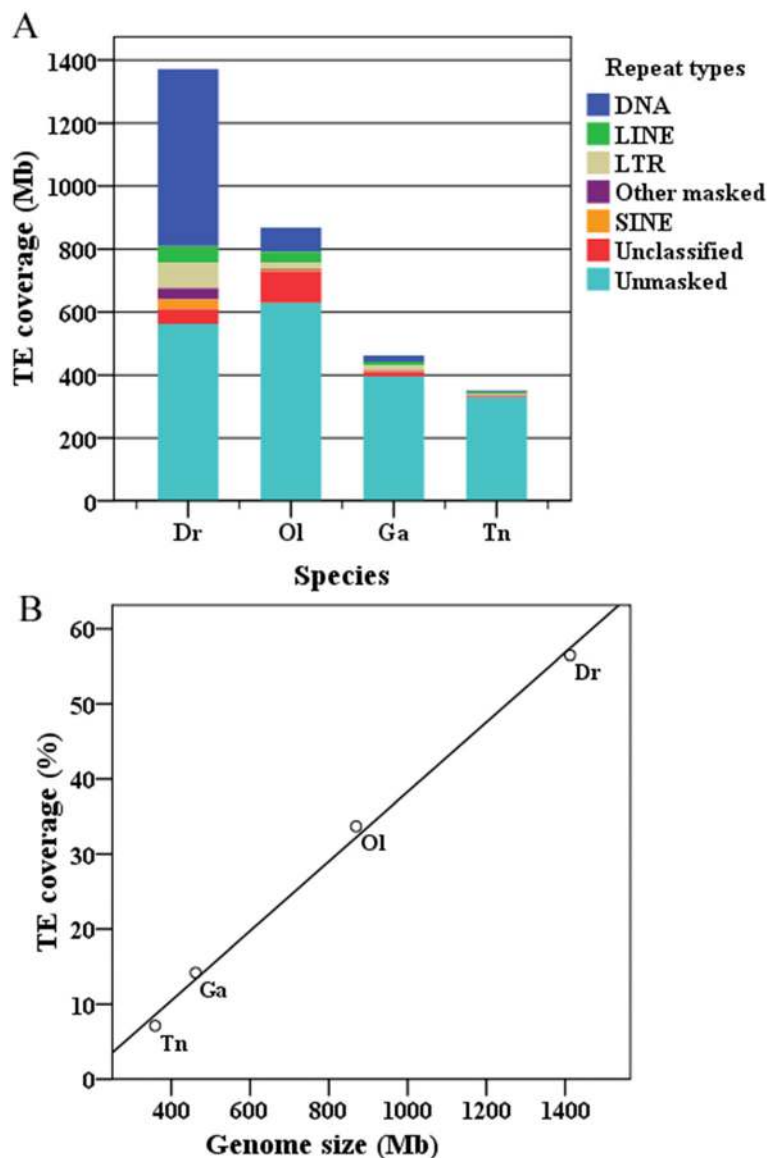 A
1400
1200
1000
800
600
400
200
0
TE coverage (Mb)
Dr Ol Ga Tn
Species
Repeat types
DNA
LINE
LTR
Other masked
SINE
Unclassified
Unmasked
B
60
50
40
30
20
10
0
TE coverage (%)
Dr
Ol
Ga
Tn
400 600 800 1000 1200 1400
Genome size (Mb)